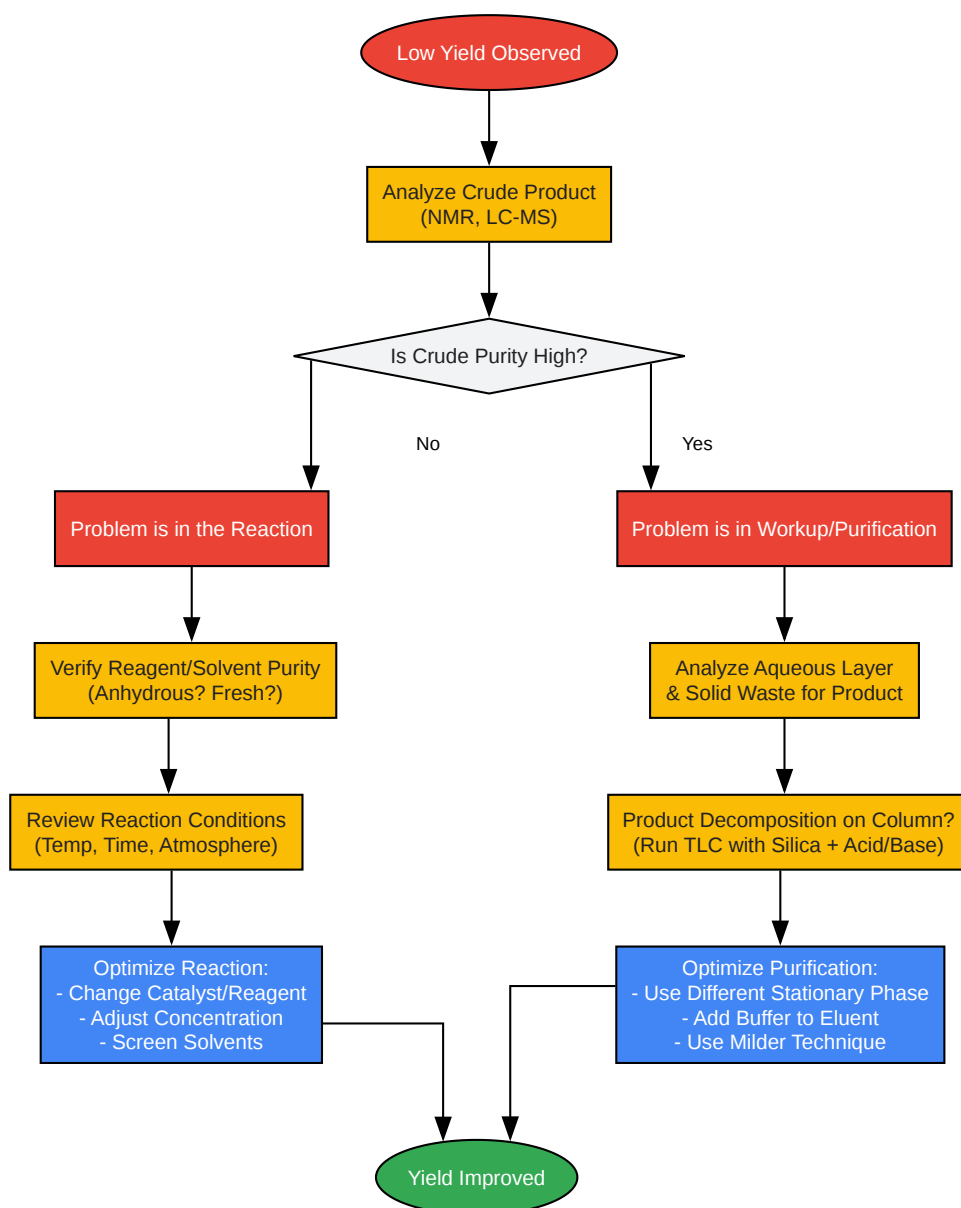 Low Yield Observed
Analyze Crude Product
(NMR, LC-MS)
Is Crude Purity High?
No
Yes
Problem is in the Reaction
Problem is in Workup/Purification
Verify Reagent/Solvent Purity
(Anhydrous? Fresh?)
Analyze Aqueous Layer
& Solid Waste for Product
Review Reaction Conditions
(Temp, Time, Atmosphere)
Product Decomposition on Column?
(Run TLC with Silica + Acid/Base)
Optimize Reaction:
- Change Catalyst/Reagent
- Adjust Concentration
- Screen Solvents
Optimize Purification:
- Use Different Stationary Phase
- Add Buffer to Eluent
- Use Milder Technique
Yield Improved